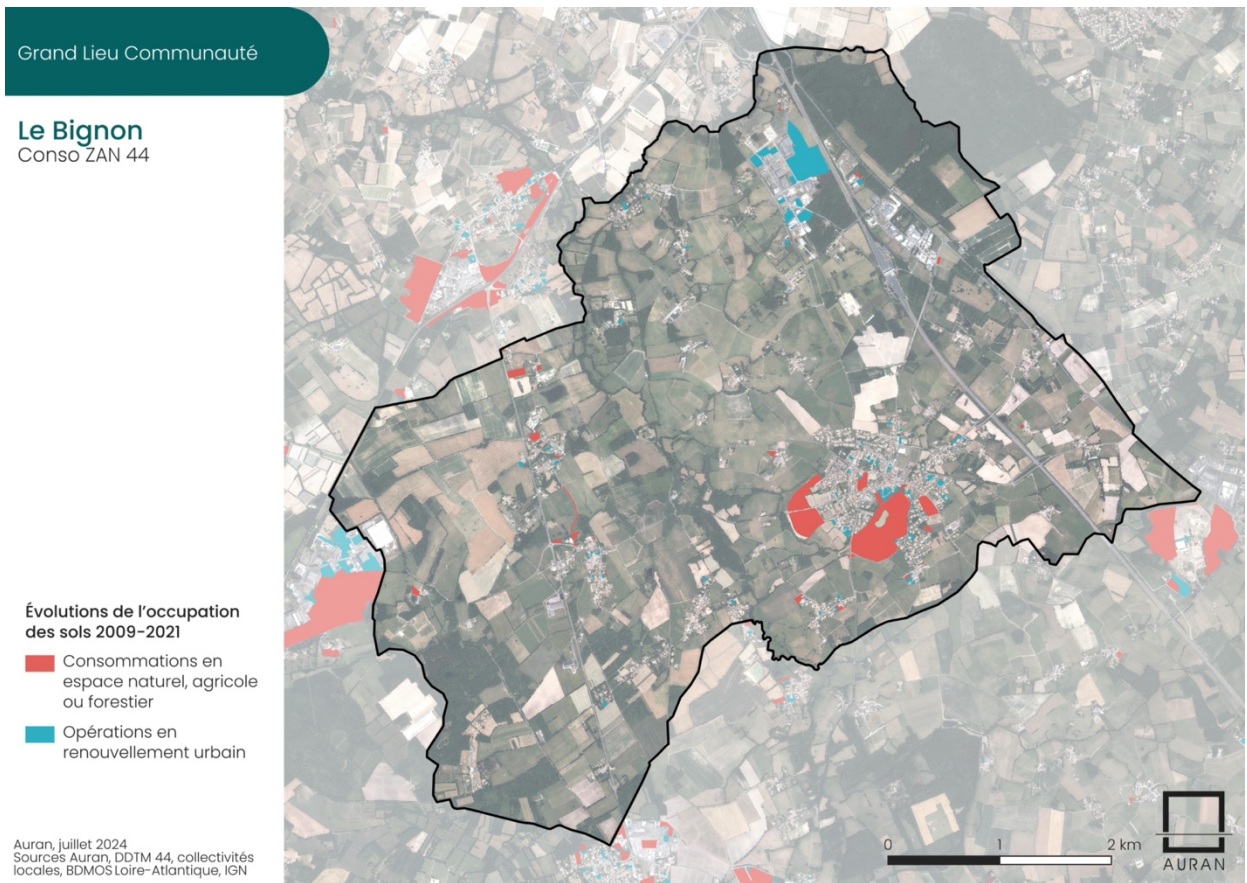 Grand Lieu Communauté
Le Bignon
Conso ZAN 44
Évolutions de l'occupation
des sols 2009-2021
Consommations en
espace naturel, agricole
ou forestier
Opérations en
renouvellement urbain
Auran, juillet 2024
Sources Auran, DDTM 44, collectivités
locales, BDMOS Loire-Atlantique, IGN
0 1 2 km
AURAN